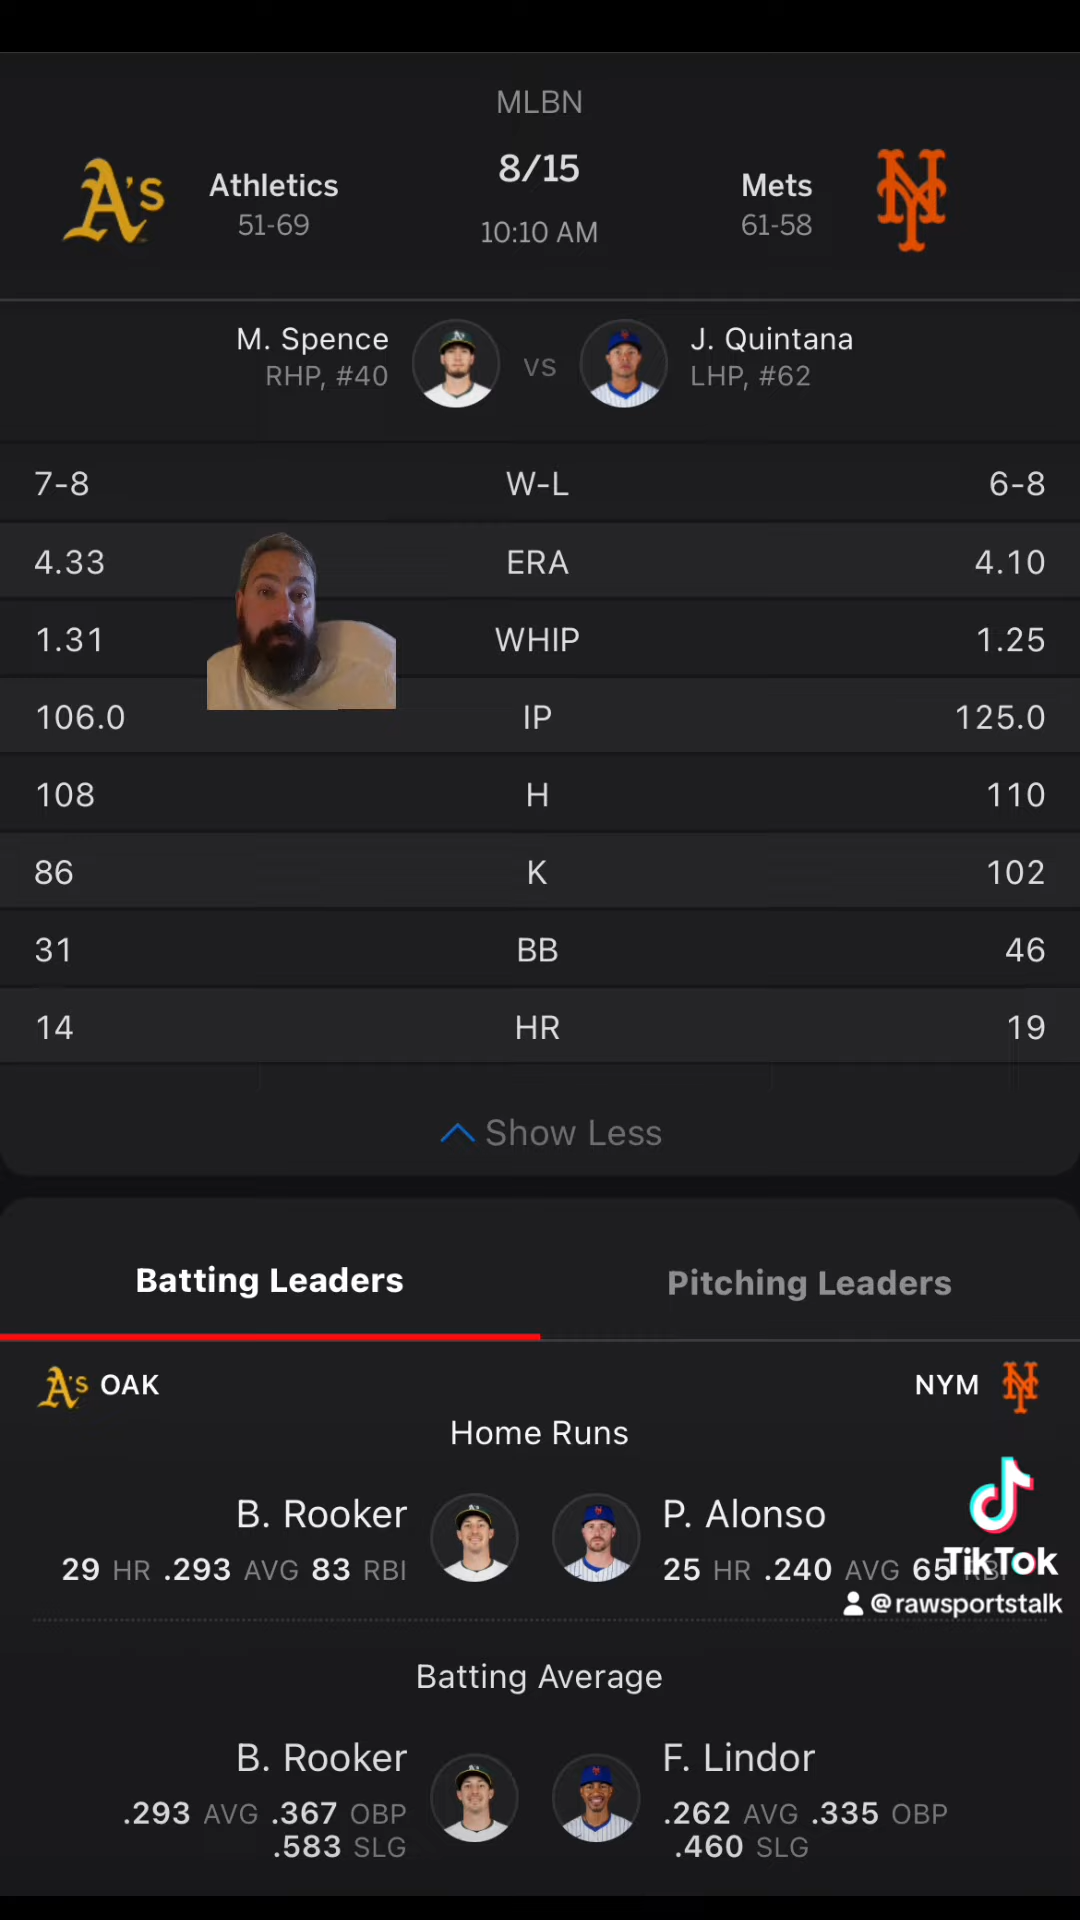 MLBN
A's Athletics 8/15 Mets NY
51-69 10:10 AM 61-58
M. Spence vs J. Quintana
RHP, #40 LHP, #62
7-8 W-L 6-8
4.33 ERA 4.10
1.31 WHIP 1.25
106.0 IP 125.0
108 H 110
86 K 102
31 BB 46
14 HR 19
Show Less
Batting Leaders Pitching Leaders
A's OAK NYM NY
Home Runs
B. Rooker P. Alonso
29 HR .293 AVG 83 RBI 25 HR .240 AVG 65 RBI
TikTok
@rawsportstalk
Batting Average
B. Rooker F. Lindor
.293 AVG .367 OBP .262 AVG .335 OBP
.583 SLG .460 SLG